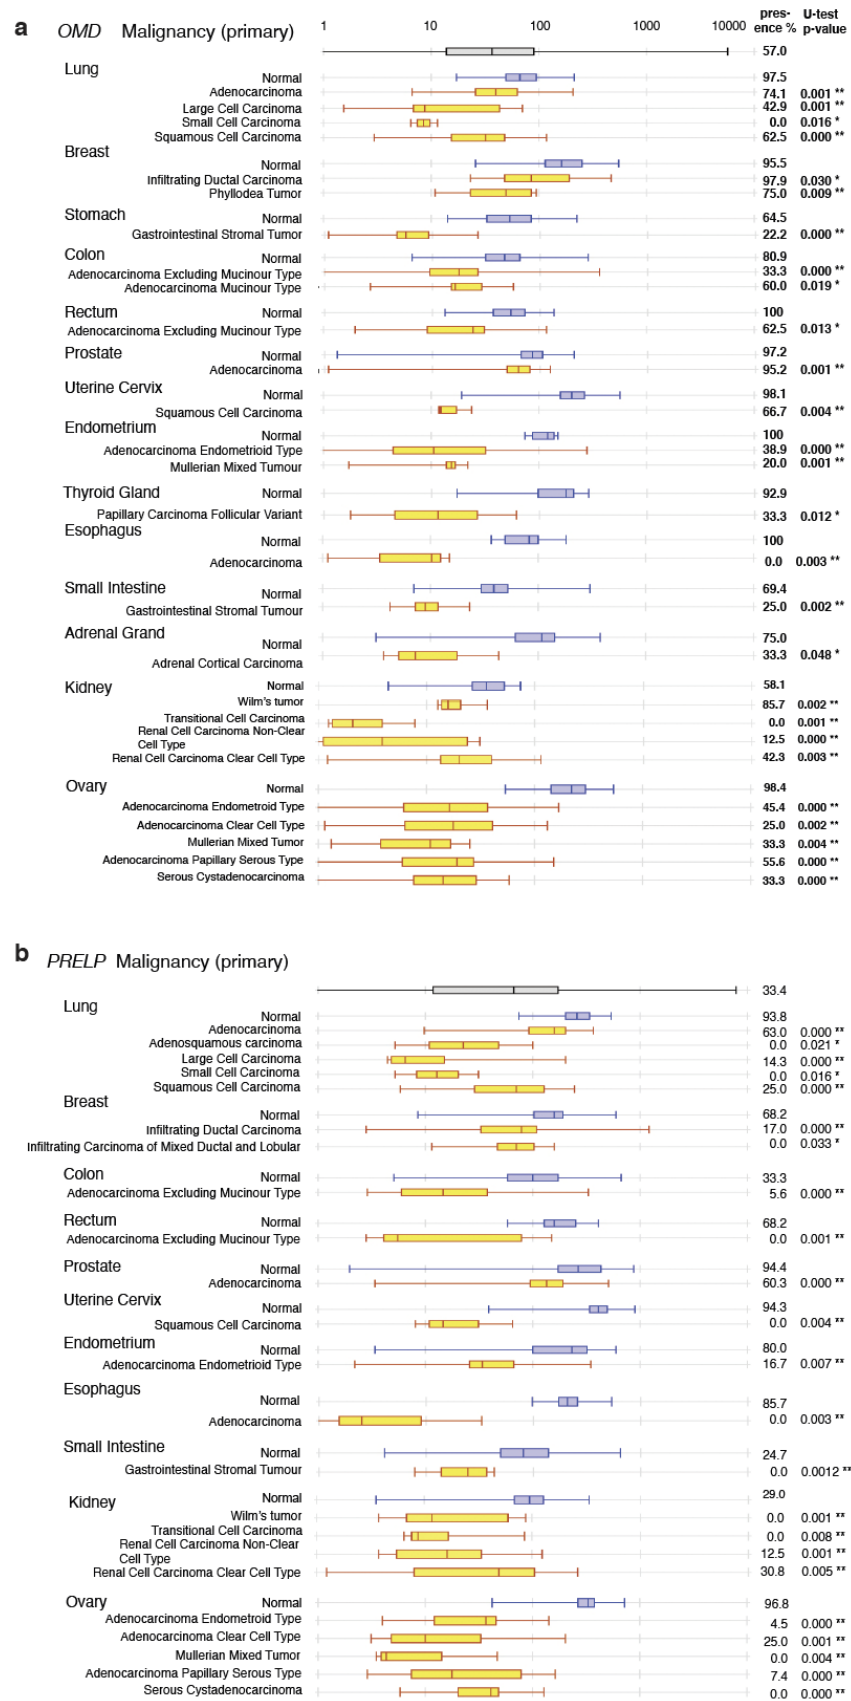 a OMD Malignancy (primary) 1 10 100 1000 10000 pres- U-test
ence % p-value
57.0
Lung
Normal 97.5
Adenocarcinoma 74.1 0.001 **
Large Cell Carcinoma 42.9 0.001 **
Small Cell Carcinoma 0.0 0.016 *
Squamous Cell Carcinoma 62.5 0.000 **
Breast
Normal 95.5
Infiltrating Ductal Carcinoma 97.9 0.030 *
Phyllodea Tumor 75.0 0.009 **
Stomach
Normal 64.5
Gastrointestinal Stromal Tumor 22.2 0.000 **
Colon
Normal 80.9
Adenocarcinoma Excluding Mucinour Type 33.3 0.000 **
Adenocarcinoma Mucinour Type 60.0 0.019 *
Rectum
Normal 100
Adenocarcinoma Excluding Mucinour Type 62.5 0.013 *
Prostate
Normal 97.2
Adenocarcinoma 95.2 0.001 **
Uterine Cervix
Normal 98.1
Squamous Cell Carcinoma 66.7 0.004 **
Endometrium
Normal 100
Adenocarcinoma Endometrioid Type 38.9 0.000 **
Mullerian Mixed Tumour 20.0 0.001 **
Thyroid Gland Normal 92.9
Papillary Carcinoma Follicular Variant 33.3 0.012 *
Esophagus
Normal 100
Adenocarcinoma 0.0 0.003 **
Small Intestine
Normal 69.4
Gastrointestinal Stromal Tumour 25.0 0.002 **
Adrenal Grand
Normal 75.0
Adrenal Cortical Carcinoma 33.3 0.048 *
Kidney Normal 58.1
Wilm's tumor 85.7 0.002 **
Transitional Cell Carcinoma 0.0 0.001 **
Renal Cell Carcinoma Non-Clear
Cell Type 12.5 0.000 **
Renal Cell Carcinoma Clear Cell Type 42.3 0.003 **
Ovary Normal 98.4
Adenocarcinoma Endometroid Type 45.4 0.000 **
Adenocarcinoma Clear Cell Type 25.0 0.002 **
Mullerian Mixed Tumor 33.3 0.004 **
Adenocarcinoma Papillary Serous Type 55.6 0.000 **
Serous Cystadenocarcinoma 33.3 0.000 **
b PRELP Malignancy (primary)
33.4
Lung
Normal 93.8
Adenocarcinoma 63.0 0.000 **
Adenosquamous carcinoma 0.0 0.021 *
Large Cell Carcinoma 14.3 0.000 **
Small Cell Carcinoma 0.0 0.016 *
Squamous Cell Carcinoma 25.0 0.000 **
Breast
Normal 68.2
Infiltrating Ductal Carcinoma 17.0 0.000 **
Infiltrating Carcinoma of Mixed Ductal and Lobular 0.0 0.033 *
Colon
Normal 33.3
Adenocarcinoma Excluding Mucinour Type 5.6 0.000 **
Rectum Normal 68.2
Adenocarcinoma Excluding Mucinour Type 0.0 0.001 **
Prostate Normal 94.4
Adenocarcinoma 60.3 0.000 **
Uterine Cervix
Normal 94.3
Squamous Cell Carcinoma 0.0 0.004 **
Endometrium
Normal 80.0
Adenocarcinoma Endometrioid Type 16.7 0.007 **
Esophagus
Normal 85.7
Adenocarcinoma 0.0 0.003 **
Small Intestine Normal 24.7
Gastrointestinal Stromal Tumour 0.0 0.0012 **
Kidney Normal 29.0
Wilm's tumor 0.0 0.001 **
Transitional Cell Carcinoma 0.0 0.008 **
Renal Cell Carcinoma Non-Clear
Cell Type 12.5 0.001 **
Renal Cell Carcinoma Clear Cell Type 30.8 0.005 **
Ovary Normal 96.8
Adenocarcinoma Endometroid Type 4.5 0.000 **
Adenocarcinoma Clear Cell Type 25.0 0.001 **
Mullerian Mixed Tumor 0.0 0.004 **
Adenocarcinoma Papillary Serous Type 7.4 0.000 **
Serous Cystadenocarcinoma 0.0 0.000 **